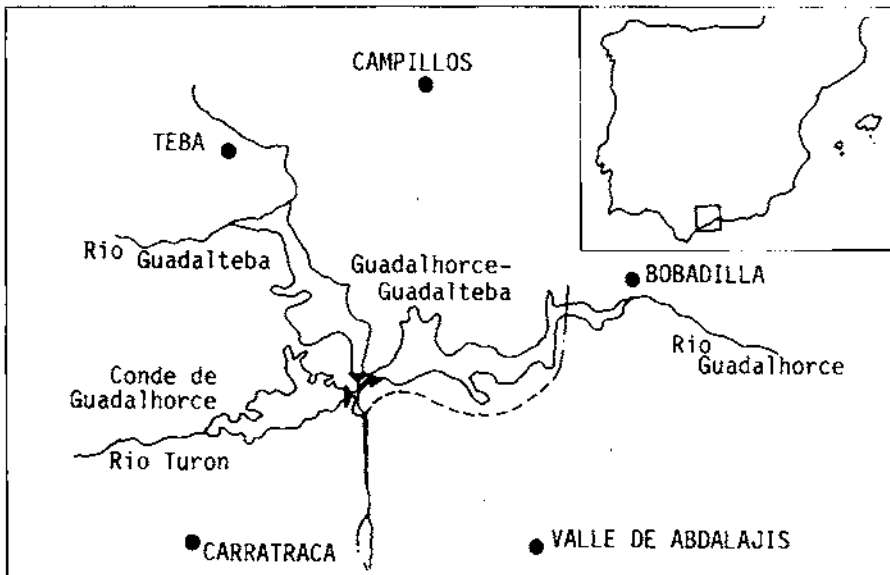 CAMPILLOS
TEBA
Rio Guadalteba
Guadalhorce-
Guadalteba
BOBADILLA
Rio
Guadalhorce
Conde de
Guadalhorce
Rio Turon
CARRATRACA
VALLE DE ABDALAJIS